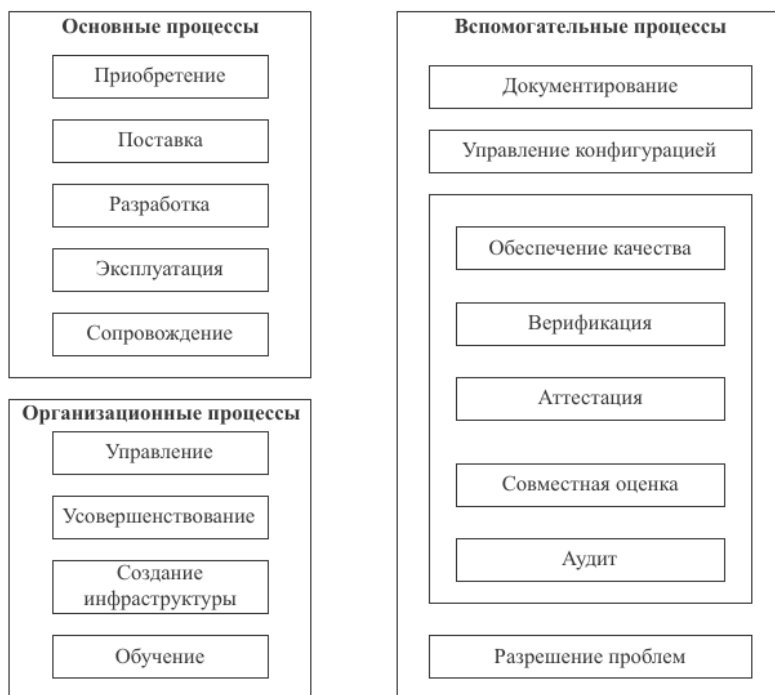 Основные процессы
Приобретение
Поставка
Разработка
Эксплуатация
Сопровождение
Организационные процессы
Управление
Усовершенствование
Создание
инфраструктуры
Обучение
Вспомогательные процессы
Документирование
Управление конфигурацией
Обеспечение качества
Верификация
Аттестация
Совместная оценка
Аудит
Разрешение проблем